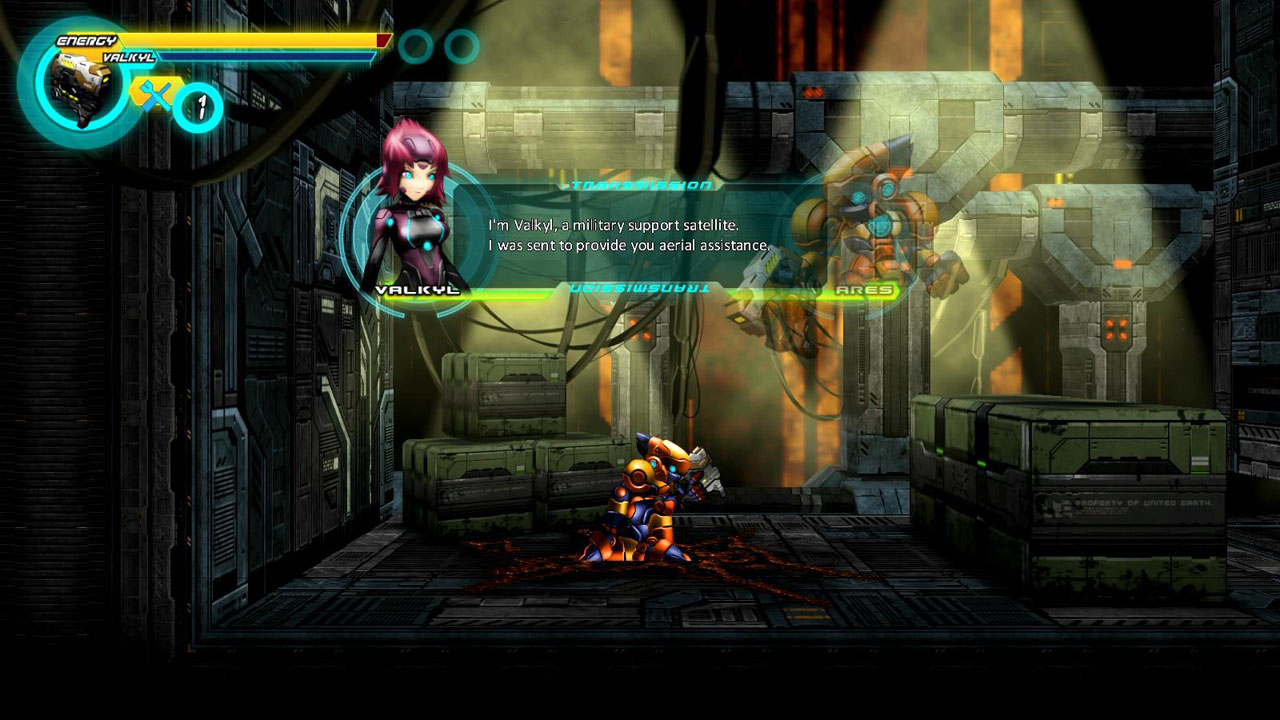 ENERGY
VALKYL
1
TRANSMISSION
I'm Valkyl, a military support satellite.
I was sent to provide you aerial assistance.
VALKYL
TRANSMISSION
ARES
PROPERTY OF UNITED EARTH.